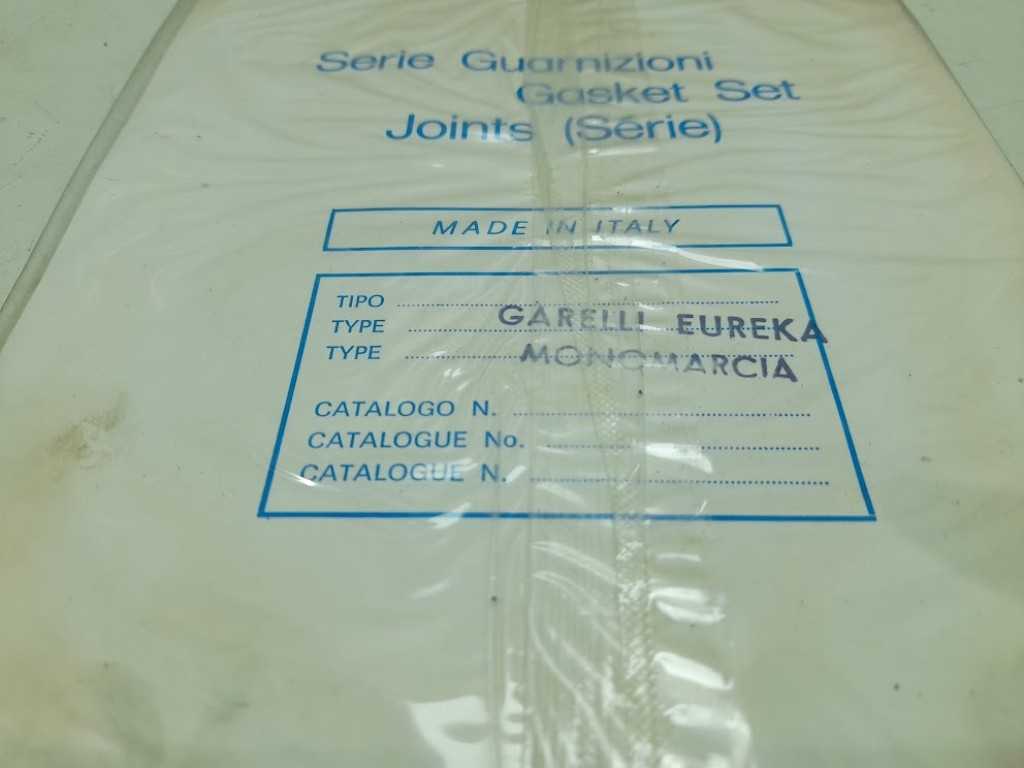 Serie Guarnizioni
Gasket Set
Joints (Série)
MADE IN ITALY
TIPO
TYPE GARELLI EUREKA
TYPE MONOMARCIA
CATALOGO N.
CATALOGUE No.
CATALOGUE N.